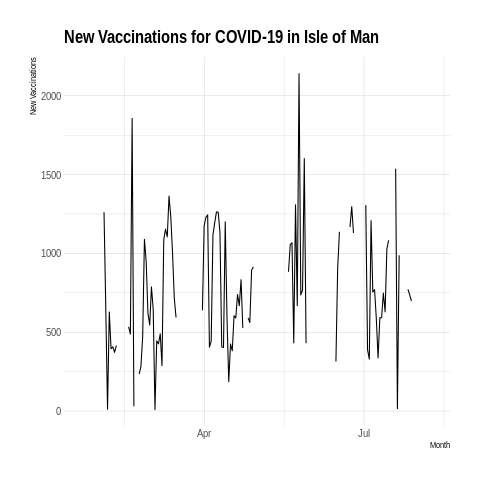 New Vaccinations for COVID-19 in Isle of Man
New Vaccinations
2000
1500
1000
500
0
Apr
Jul
Month